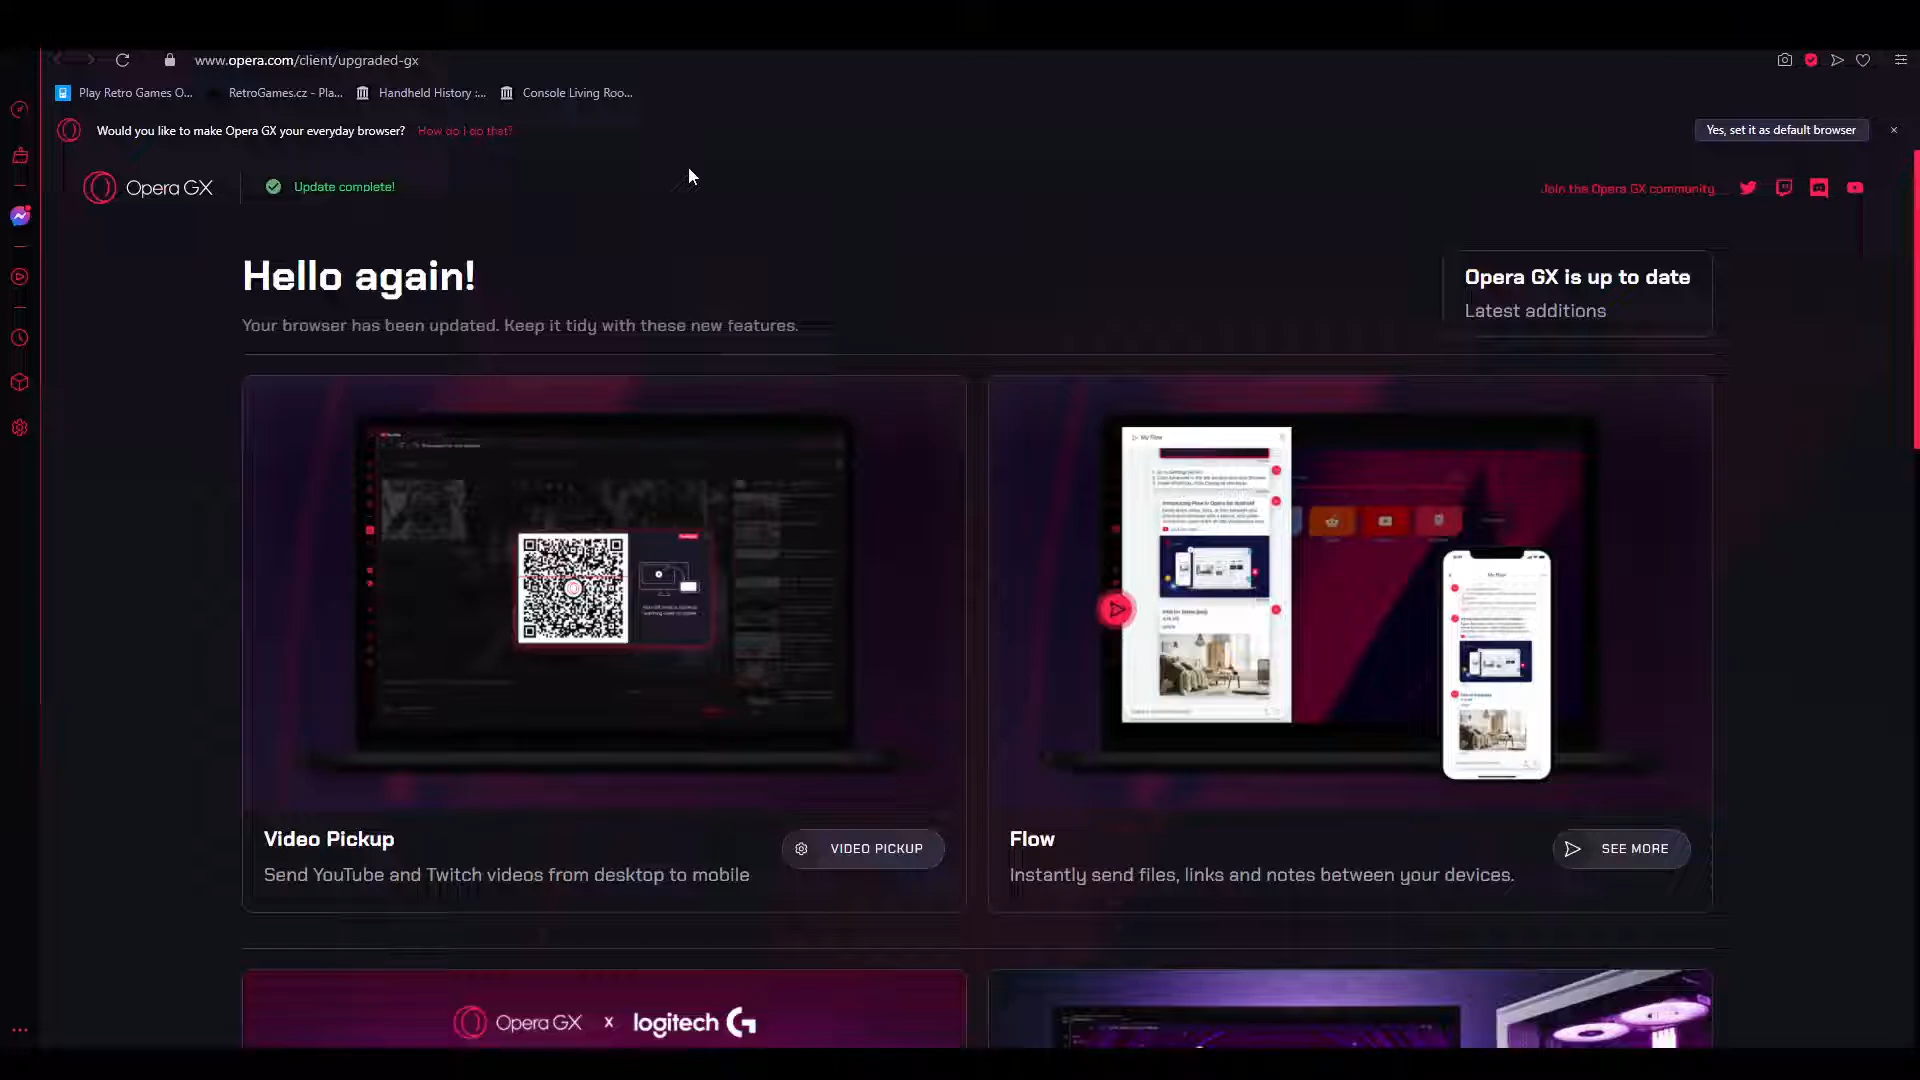 www.opera.com/client/upgraded-gx
Play Retro Games O...
RetroGames.cz - Pla...
Handheld History :...
Console Living Roo...
Would you like to make Opera GX your everyday browser?
How do I do that?
Yes, set it as default browser
Opera GX
Update complete!
Join the Opera GX community
Hello again!
Your browser has been updated. Keep it tidy with these new features.
Opera GX is up to date
Latest additions
My Flow
My Flow
Video Pickup
VIDEO PICKUP
Send YouTube and Twitch videos from desktop to mobile
Flow
SEE MORE
Instantly send files, links and notes between your devices.
Opera GX x logitech G